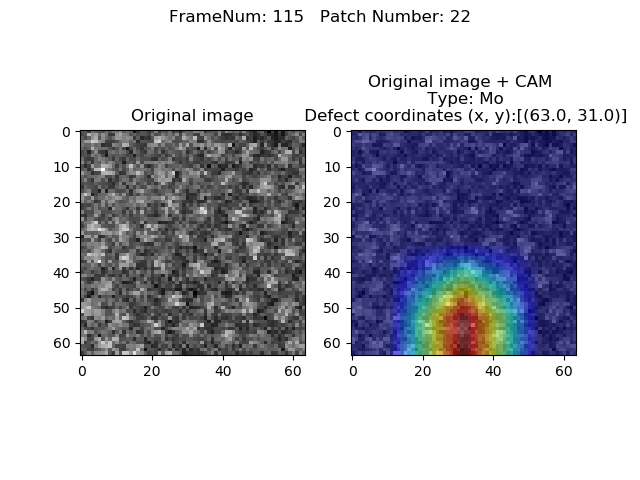 FrameNum: 115   Patch Number: 22
Original image
Original image + CAM
Type: Mo
Defect coordinates (x, y):[(63.0, 31.0)]
0
10
20
30
40
50
60
0 20 40 60
0
10
20
30
40
50
60
0 20 40 60